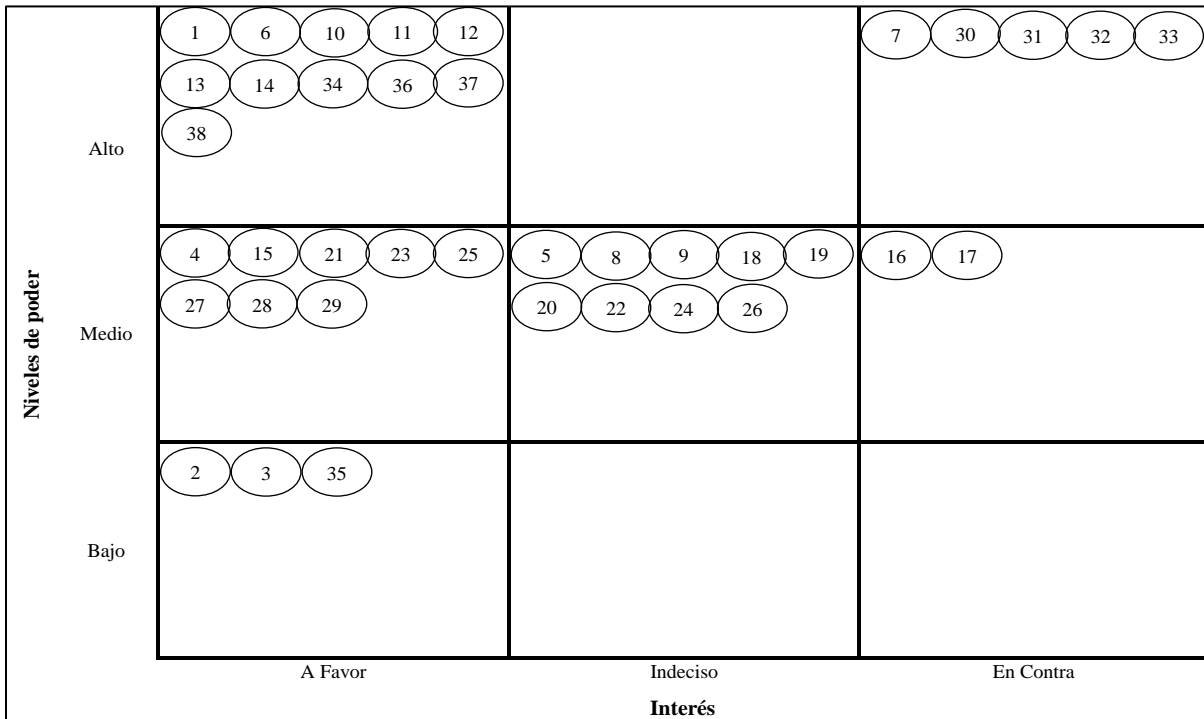 1 6 10 11 12 7 30 31 32 33
13 14 34 36 37
38
Alto
4 15 21 23 25 5 8 9 18 19 16 17
27 28 29 20 22 24 26
Medio
Niveles de poder
2 3 35
Bajo
A Favor Indeciso En Contra
Interés